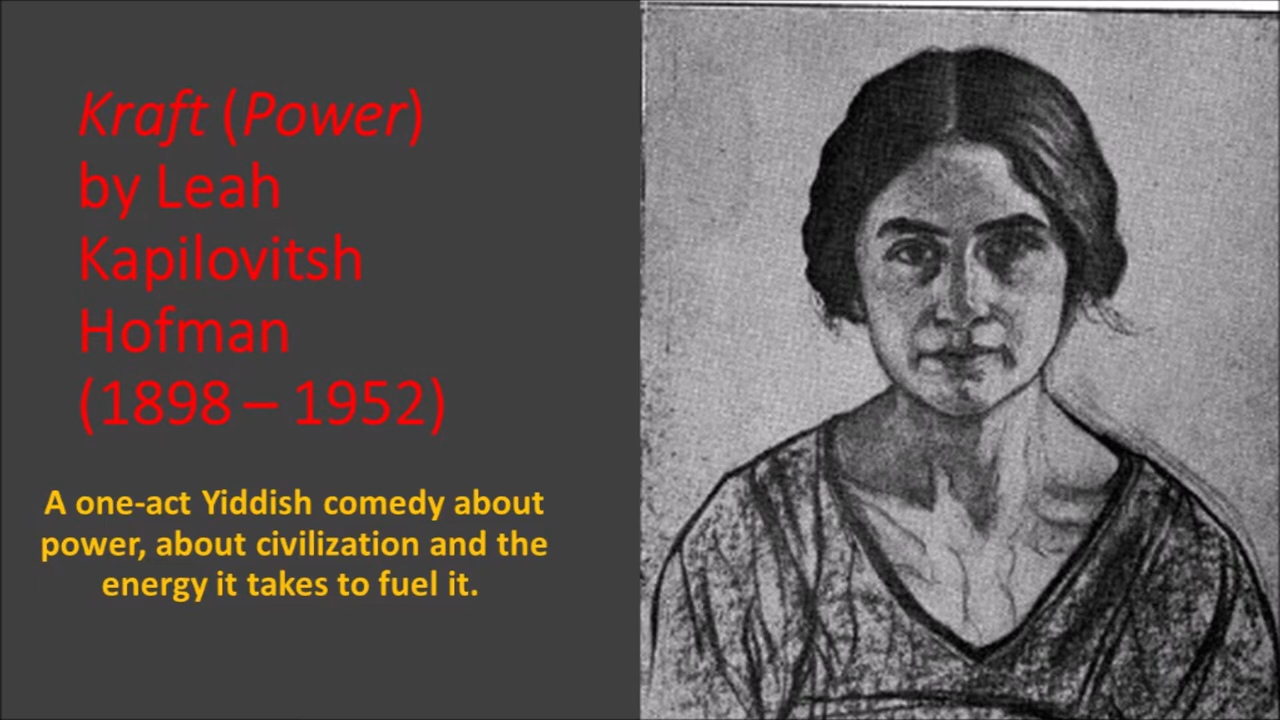 Kraft (Power)
by Leah
Kapilovitsh
Hofman
(1898 – 1952)
A one-act Yiddish comedy about
power, about civilization and the
energy it takes to fuel it.